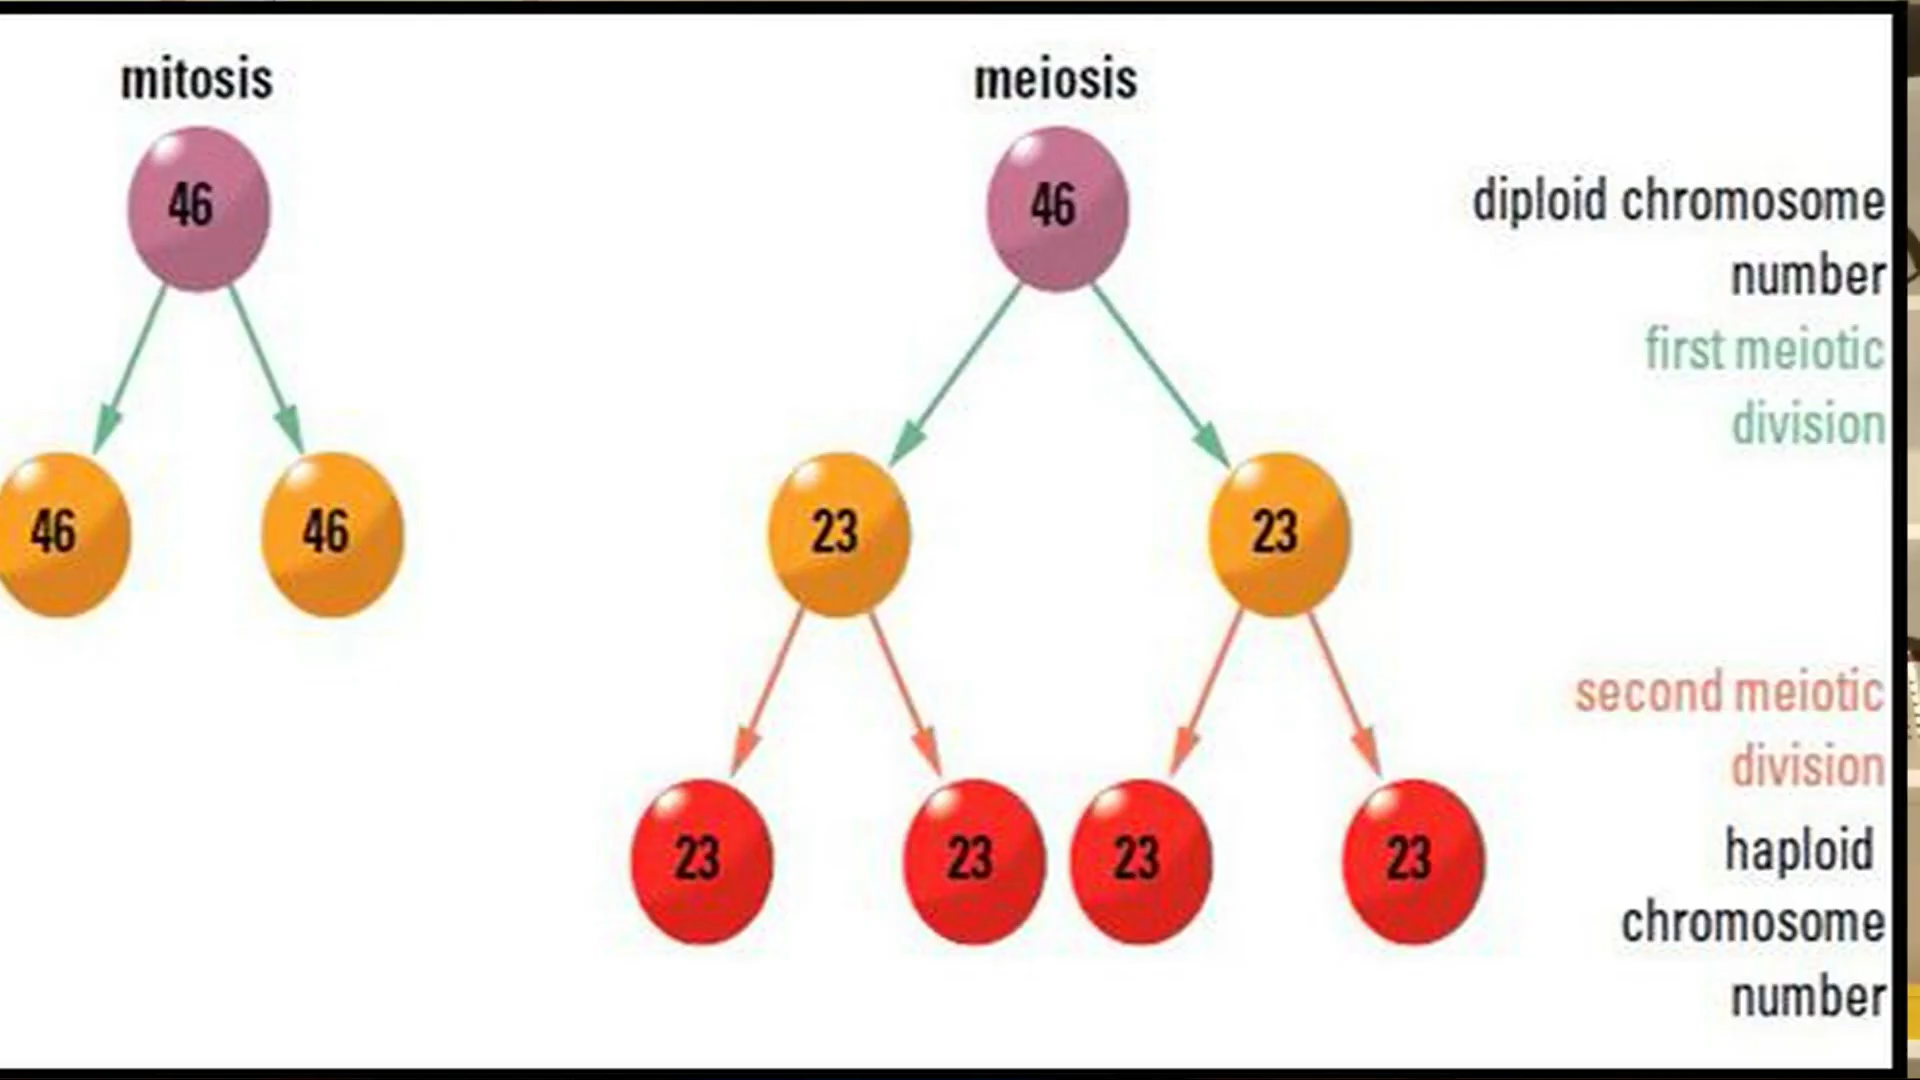 mitosis
meiosis
46
46
diploid chromosome
number
first meiotic
division
46
46
23
23
second meiotic
division
23
23
23
23
haploid
chromosome
number